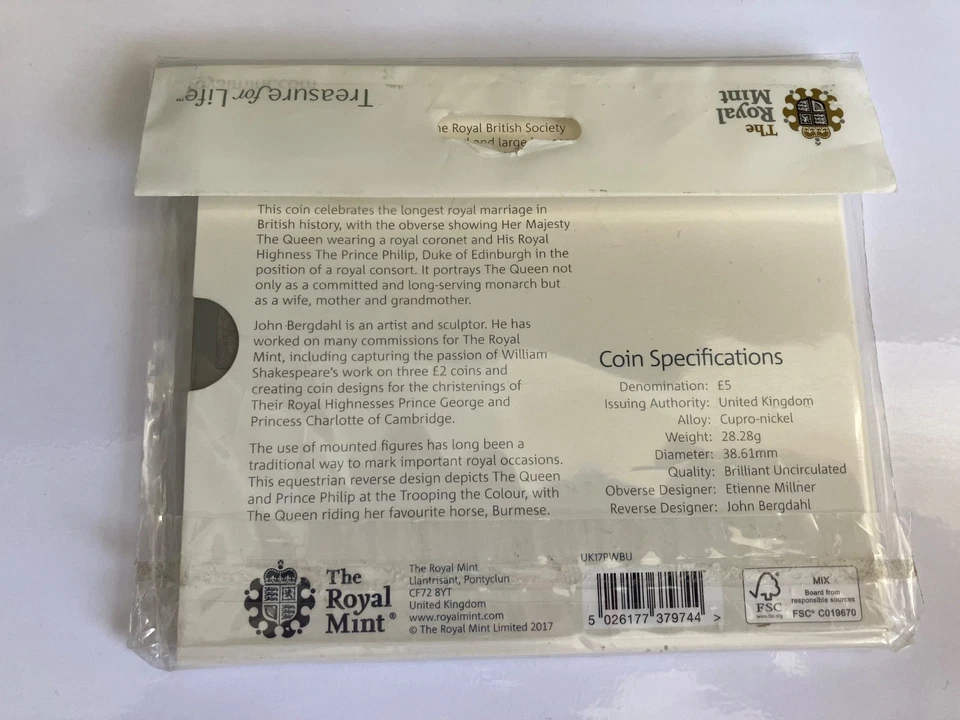 Treasure for Life™
The
Royal
Mint
he Royal British Society
and large
This coin celebrates the longest royal marriage in
British history, with the obverse showing Her Majesty
The Queen wearing a royal coronet and His Royal
Highness The Prince Philip, Duke of Edinburgh in the
position of a royal consort. It portrays The Queen not
only as a committed and long-serving monarch but
as a wife, mother and grandmother.
John Bergdahl is an artist and sculptor. He has
worked on many commissions for The Royal
Mint, including capturing the passion of William
Shakespeare's work on three £2 coins and
creating coin designs for the christenings of
Their Royal Highnesses Prince George and
Princess Charlotte of Cambridge.
The use of mounted figures has long been a
traditional way to mark important royal occasions.
This equestrian reverse design depicts The Queen
and Prince Philip at the Trooping the Colour, with
The Queen riding her favourite horse, Burmese.
Coin Specifications
Denomination: £5
Issuing Authority: United Kingdom
Alloy: Cupro-nickel
Weight: 28.28g
Diameter: 38.61mm
Quality: Brilliant Uncirculated
Obverse Designer: Etienne Millner
Reverse Designer: John Bergdahl
The
Royal
Mint®
The Royal Mint
Llantrisant, Pontyclun
CF72 8YT
United Kingdom
www.royalmint.com
© The Royal Mint Limited 2017
UK17PWBU
5 026177 379744 >
FSC
www.fsc.org
MIX
Board from
responsible sources
FSC® C019670